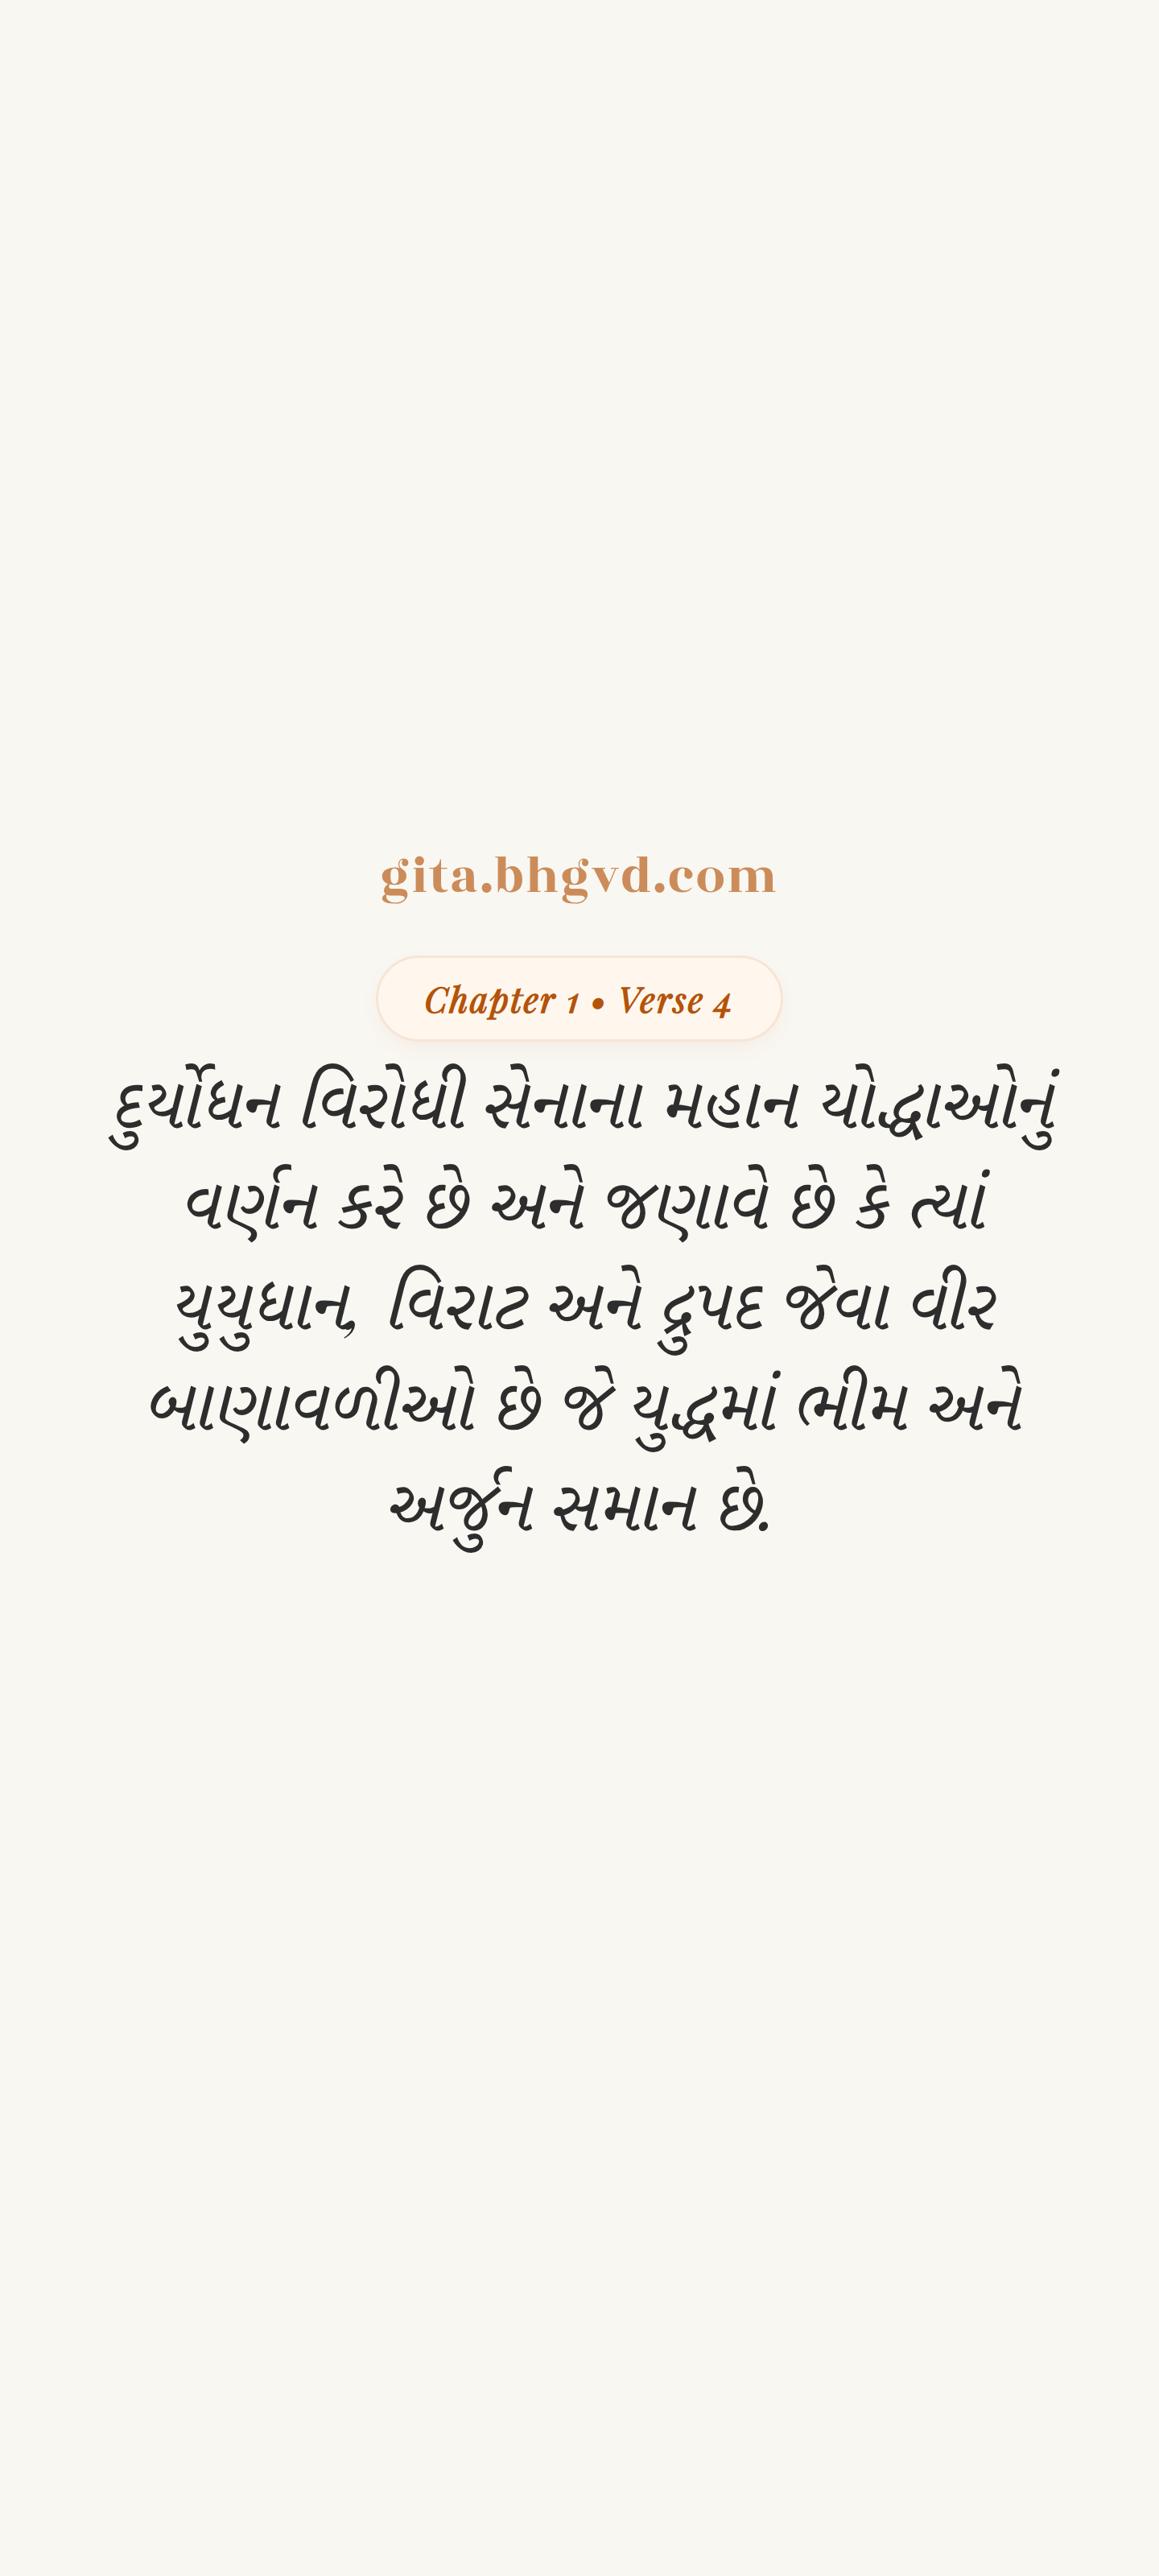 gita.bhgvd.com
Chapter 1 • Verse 4
દુર્યોધન વિરોધી સેનાના મહાન યોદ્ધાઓનું
વર્ણન કરે છે અને જણાવે છે કે ત્યાં
યુયુધાન, વિરાટ અને દ્રુપદ જેવા વીર
બાણાવળીઓ છે જે યુદ્ધમાં ભીમ અને
અર્જુન સમાન છે.